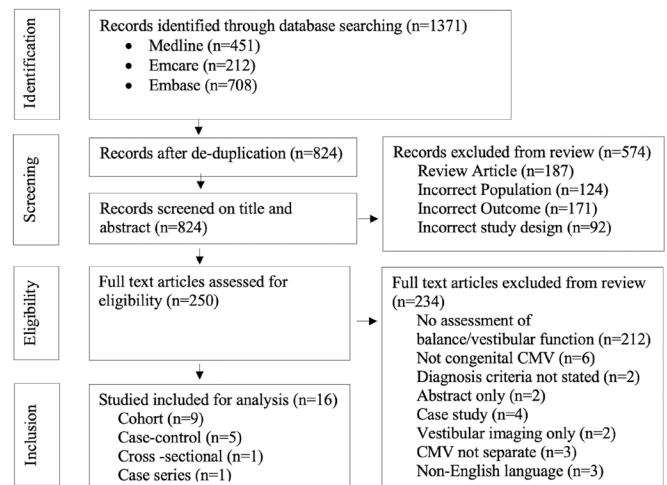 Identification
Records identified through database searching (n=1371)
• Medline (n=451)
• Emcare (n=212)
• Embase (n=708)
Screening
Records after de-duplication (n=824)
Records screened on title and
abstract (n=824)
Records excluded from review (n=574)
Review Article (n=187)
Incorrect Population (n=124)
Incorrect Outcome (n=171)
Incorrect study design (n=92)
Eligibility
Full text articles assessed for
eligibility (n=250)
Full text articles excluded from review
(n=234)
No assessment of
balance/vestibular function (n=212)
Not congenital CMV (n=6)
Diagnosis criteria not stated (n=2)
Abstract only (n=2)
Case study (n=4)
Vestibular imaging only (n=2)
CMV not separate (n=3)
Non-English language (n=3)
Inclusion
Studied included for analysis (n=16)
Cohort (n=9)
Case-control (n=5)
Cross -sectional (n=1)
Case series (n=1)